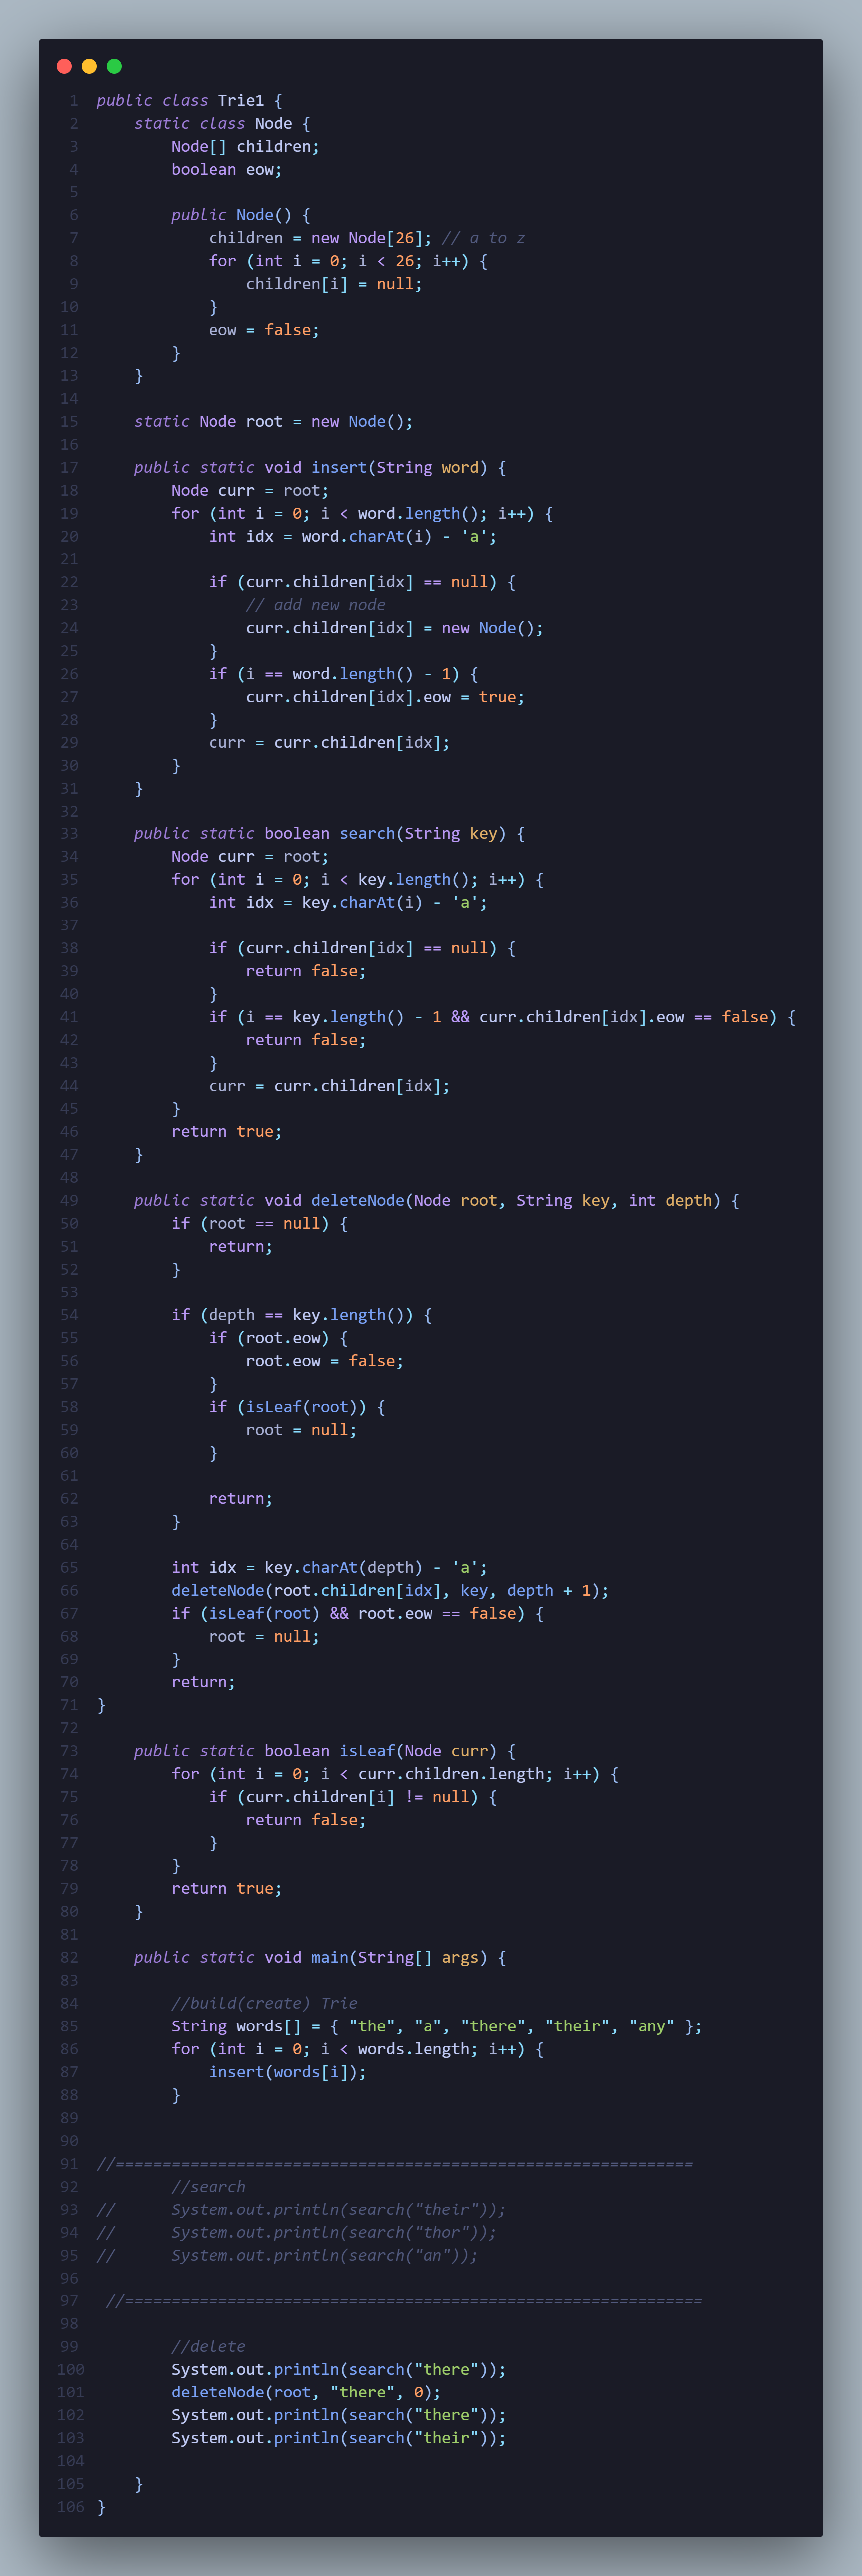 1 public class Trie1 {
2     static class Node {
3         Node[] children;
4         boolean eow;
5
6         public Node() {
7             children = new Node[26]; // a to z
8             for (int i = 0; i < 26; i++) {
9                 children[i] = null;
10             }
11             eow = false;
12         }
13     }
14
15     static Node root = new Node();
16
17     public static void insert(String word) {
18         Node curr = root;
19         for (int i = 0; i < word.length(); i++) {
20             int idx = word.charAt(i) - 'a';
21
22             if (curr.children[idx] == null) {
23                 // add new node
24                 curr.children[idx] = new Node();
25             }
26             if (i == word.length() - 1) {
27                 curr.children[idx].eow = true;
28             }
29             curr = curr.children[idx];
30         }
31     }
32
33     public static boolean search(String key) {
34         Node curr = root;
35         for (int i = 0; i < key.length(); i++) {
36             int idx = key.charAt(i) - 'a';
37
38             if (curr.children[idx] == null) {
39                 return false;
40             }
41             if (i == key.length() - 1 && curr.children[idx].eow == false) {
42                 return false;
43             }
44             curr = curr.children[idx];
45         }
46         return true;
47     }
48
49     public static void deleteNode(Node root, String key, int depth) {
50         if (root == null) {
51             return;
52         }
53
54         if (depth == key.length()) {
55             if (root.eow) {
56                 root.eow = false;
57             }
58             if (isLeaf(root)) {
59                 root = null;
60             }
61
62             return;
63         }
64
65         int idx = key.charAt(depth) - 'a';
66         deleteNode(root.children[idx], key, depth + 1);
67         if (isLeaf(root) && root.eow == false) {
68             root = null;
69         }
70         return;
71 }
72
73     public static boolean isLeaf(Node curr) {
74         for (int i = 0; i < curr.children.length; i++) {
75             if (curr.children[i] != null) {
76                 return false;
77             }
78         }
79         return true;
80     }
81
82     public static void main(String[] args) {
83
84         //build(create) Trie
85         String words[] = { "the", "a", "there", "their", "any" };
86         for (int i = 0; i < words.length; i++) {
87             insert(words[i]);
88         }
89
90
91 //==============================================================
92         //search
93 //      System.out.println(search("their"));
94 //      System.out.println(search("thor"));
95 //      System.out.println(search("an"));
96
97  //==============================================================
98
99         //delete
100         System.out.println(search("there"));
101         deleteNode(root, "there", 0);
102         System.out.println(search("there"));
103         System.out.println(search("their"));
104
105     }
106 }